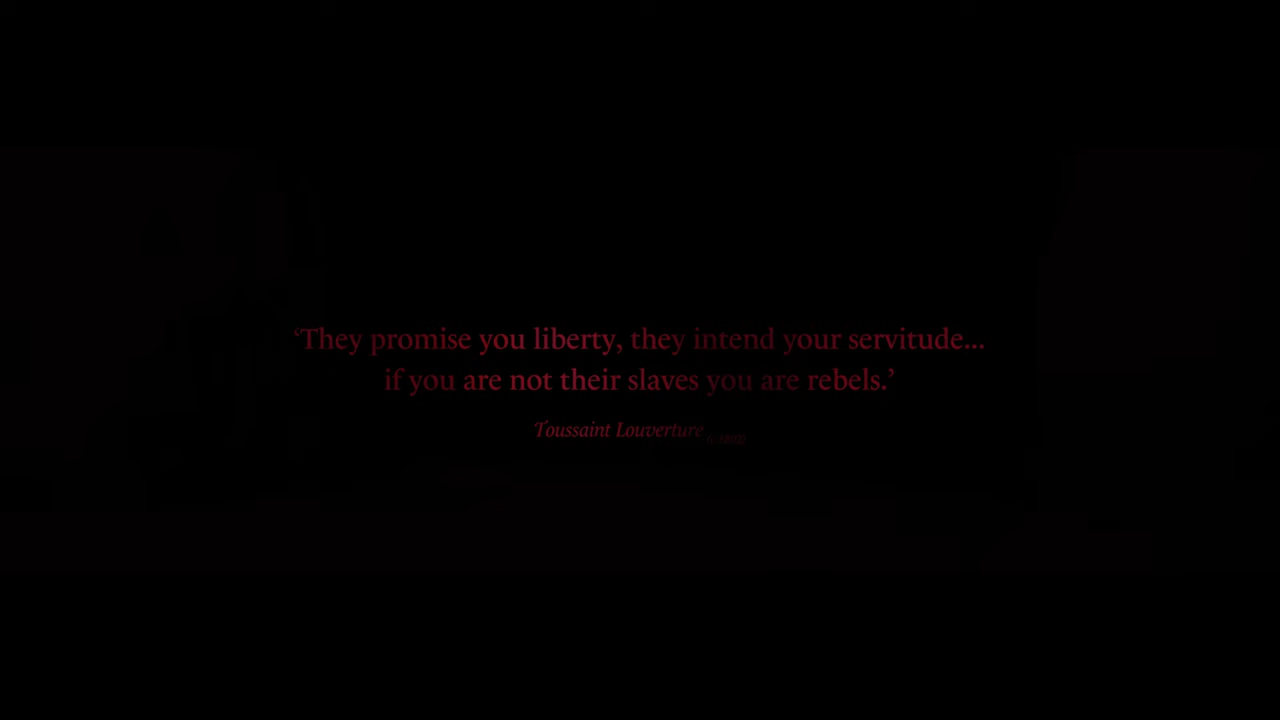 ‘They promise you liberty, they intend your servitude...
if you are not their slaves you are rebels.’
Toussaint Louverture